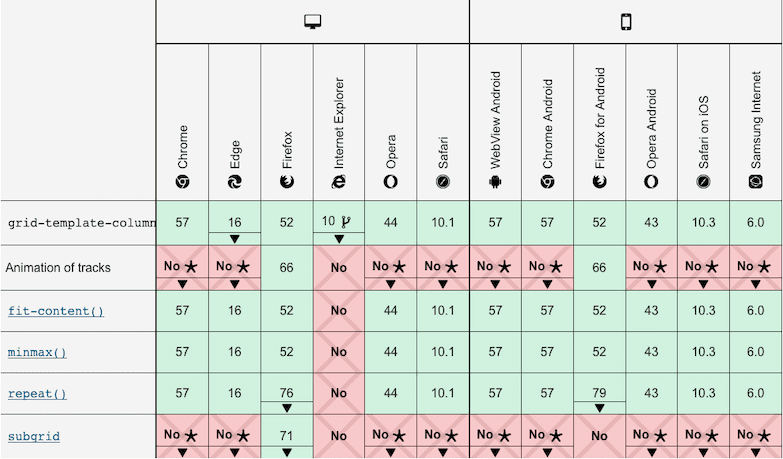 Chrome Edge Firefox Internet Explorer Opera Safari WebView Android Chrome Android Firefox for Android Opera Android Safari on iOS Samsung Internet
grid-template-column 57 16 52 10 44 10.1 57 57 52 43 10.3 6.0
Animation of tracks No * No * 66 No No * No * No * No * 66 No * No * No *
fit-content() 57 16 52 No 44 10.1 57 57 52 43 10.3 6.0
minmax() 57 16 52 No 44 10.1 57 57 52 43 10.3 6.0
repeat() 57 16 76 No 44 10.1 57 57 79 43 10.3 6.0
subgrid No * No * 71 No No * No * No * No * No No * No * No *